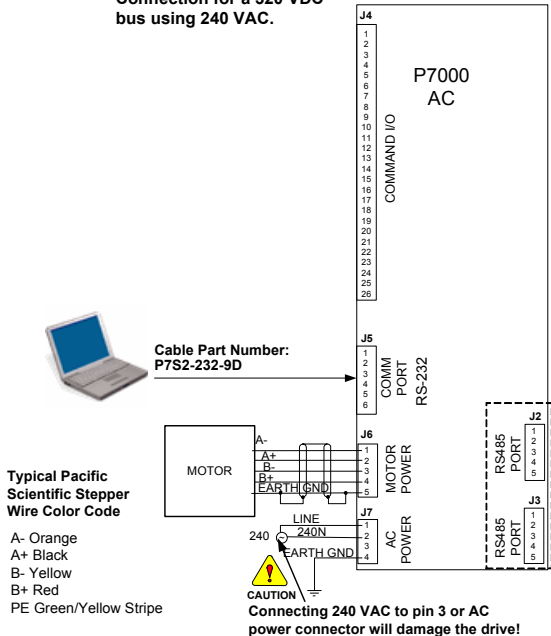 Connection for a 320 VDC
bus using 240 VAC.
P7000
AC
J4
1
2
3
4
5
6
7
8
9
10
11
12
13
14
15
16
17
18
19
20
21
22
23
24
25
26
COMMAND I/O
Cable Part Number:
P7S2-232-9D
J5
1
2
3
4
5
6
COMM
PORT
RS-232
J2
1
2
3
4
5
RS485
PORT
J6
1
2
3
4
5
MOTOR
POWER
MOTOR
A-
A+
B-
B+
EARTH GND
J3
1
2
3
4
5
RS485
PORT
J7
1
2
3
4
AC
POWER
LINE
240N
240
~
EARTH GND
Typical Pacific
Scientific Stepper
Wire Color Code
A- Orange
A+ Black
B- Yellow
B+ Red
PE Green/Yellow Stripe
!
CAUTION
Connecting 240 VAC to pin 3 or AC
power connector will damage the drive!